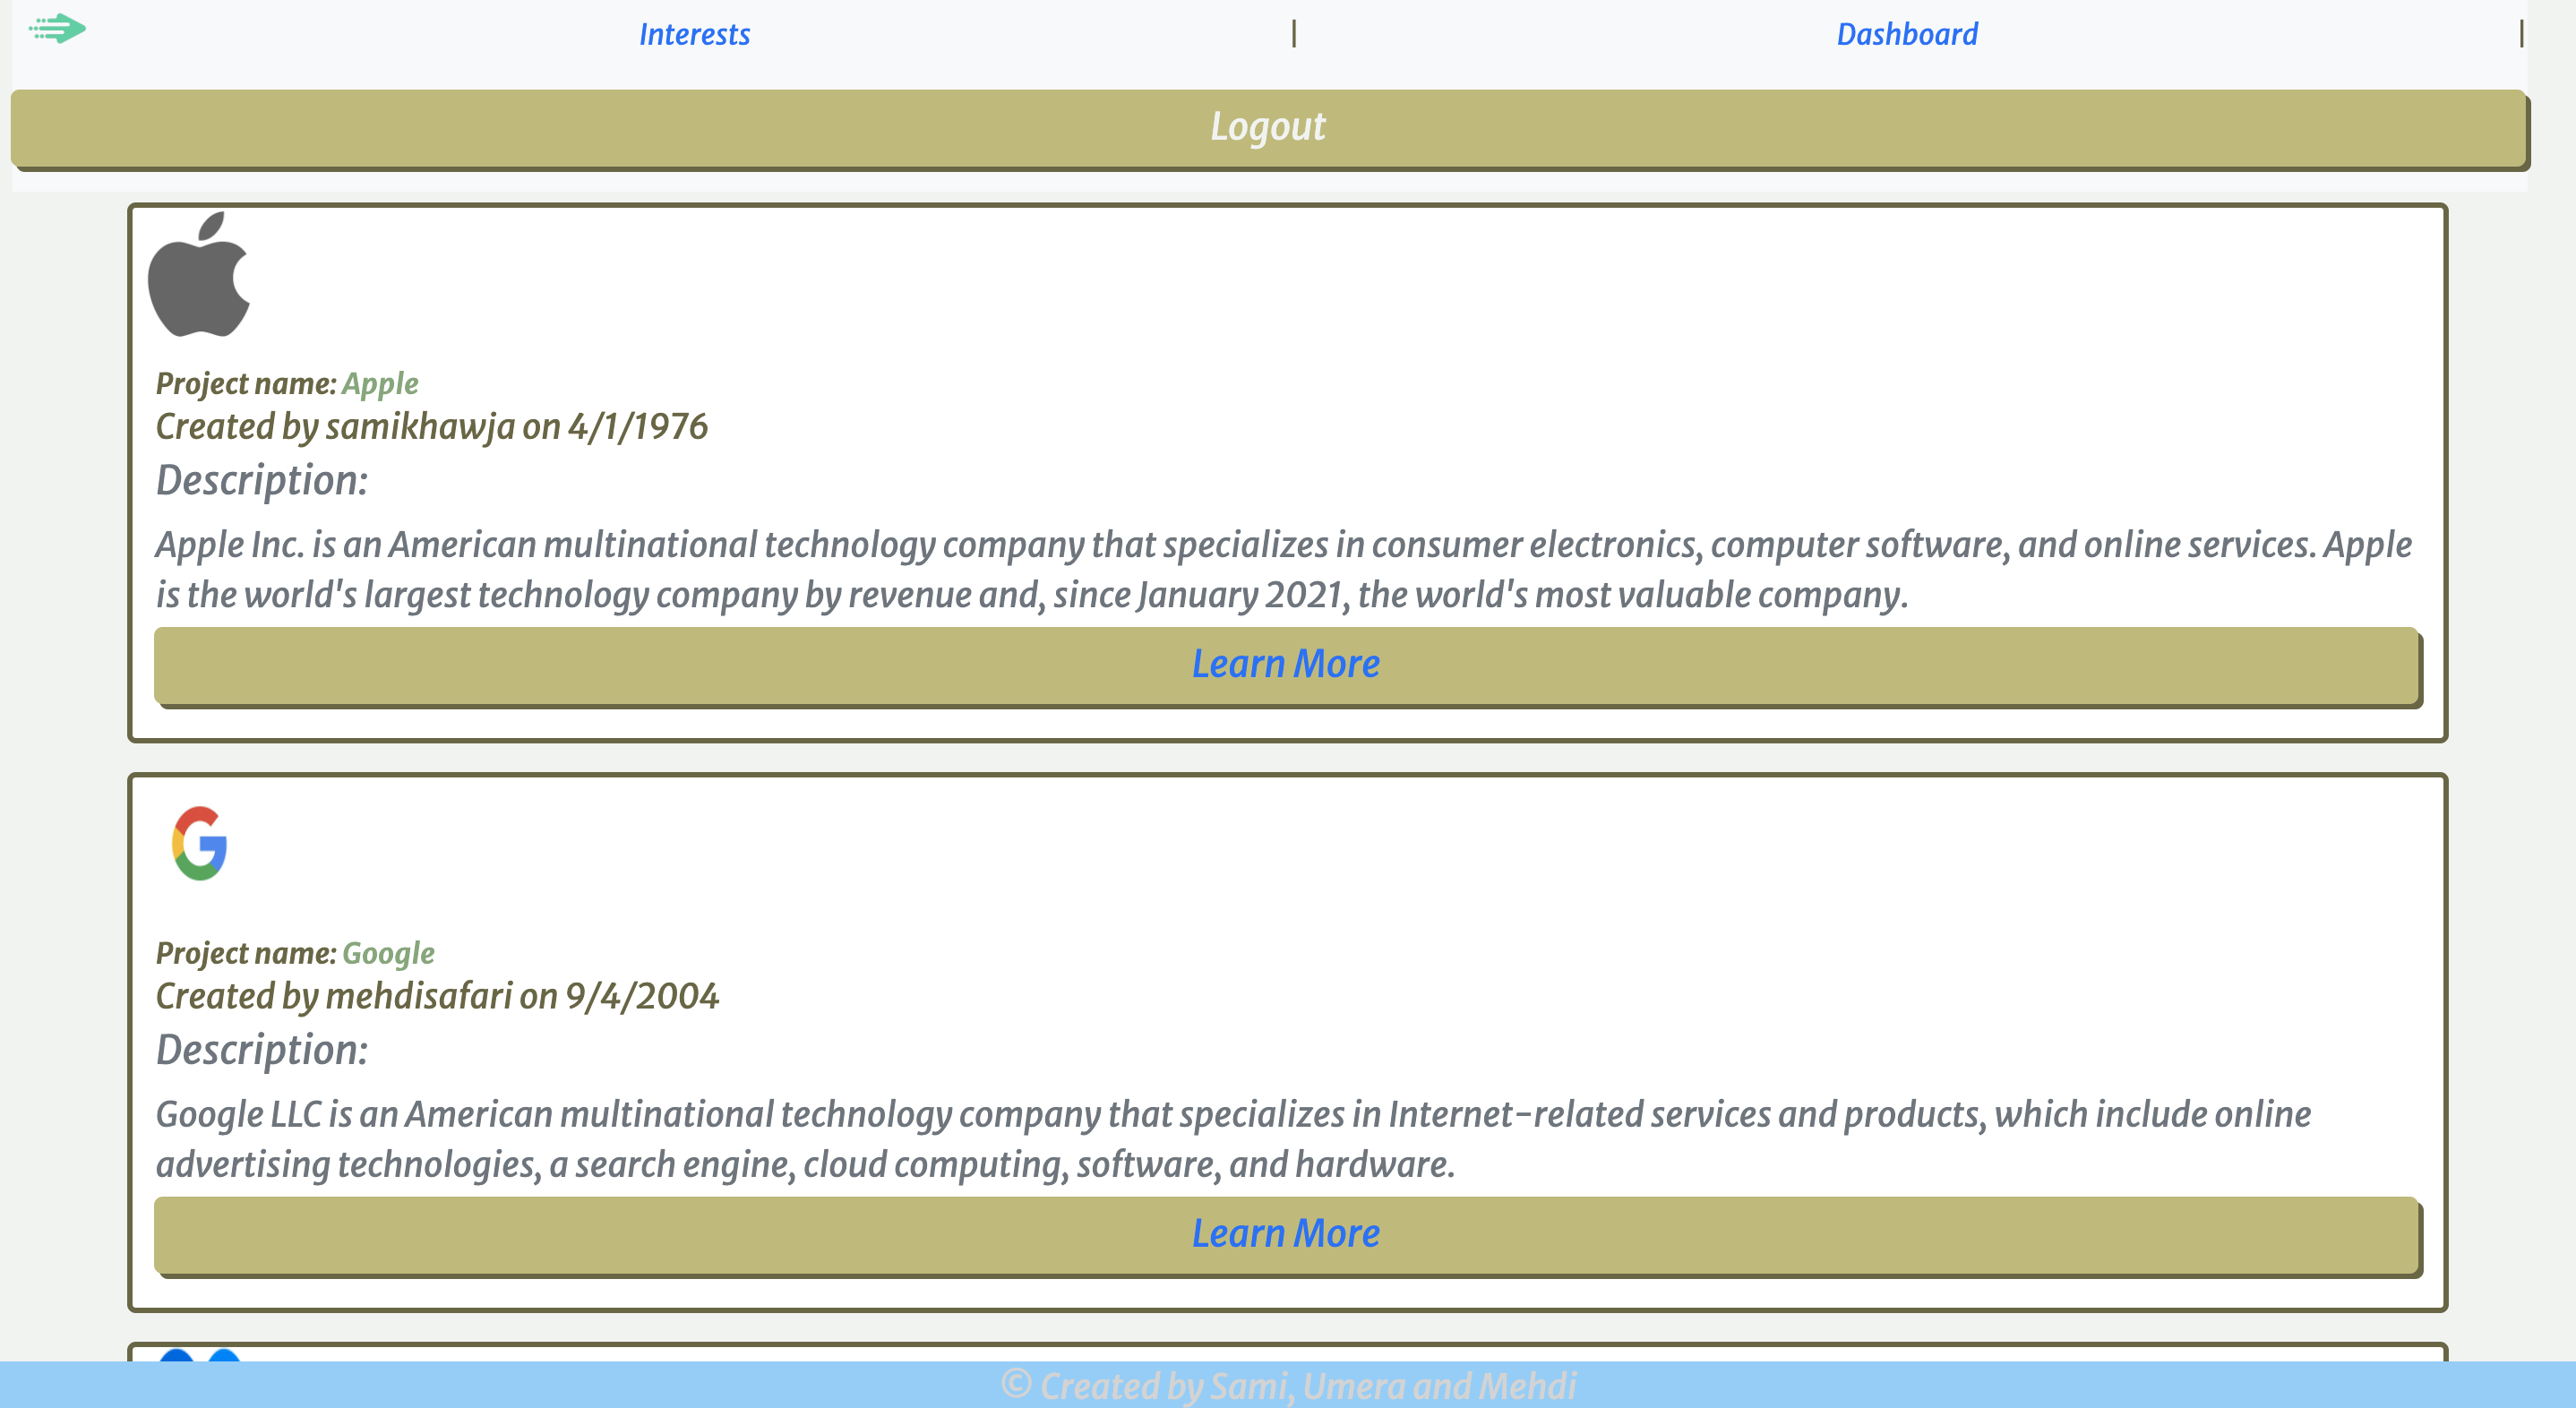 Interests | Dashboard |
Logout
Project name: Apple
Created by samikhawja on 4/1/1976
Description:
Apple Inc. is an American multinational technology company that specializes in consumer electronics, computer software, and online services. Apple
is the world's largest technology company by revenue and, since January 2021, the world's most valuable company.
Learn More
Project name: Google
Created by mehdisafari on 9/4/2004
Description:
Google LLC is an American multinational technology company that specializes in Internet-related services and products, which include online
advertising technologies, a search engine, cloud computing, software, and hardware.
Learn More
© Created by Sami, Umera and Mehdi